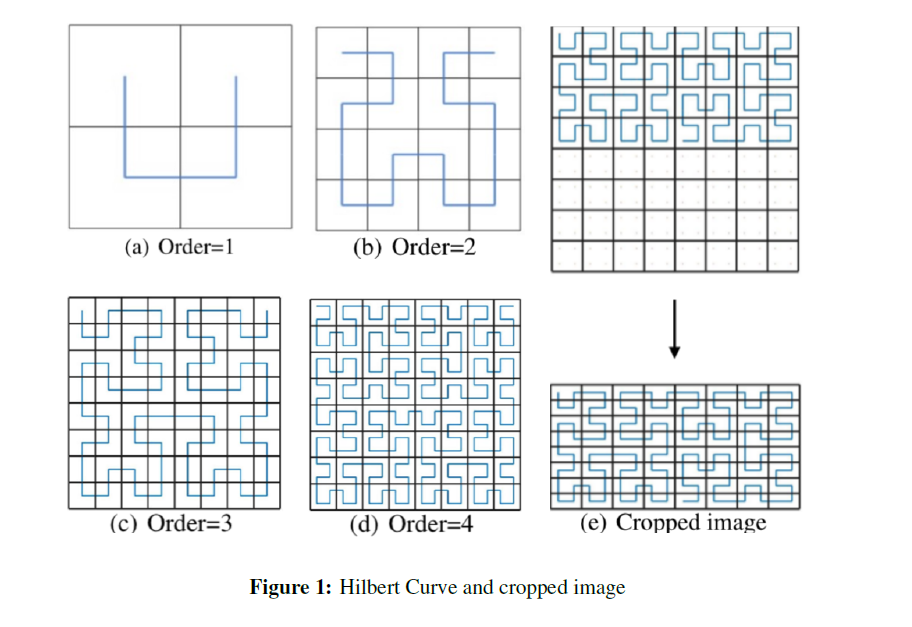 (a) Order=1
(b) Order=2
(c) Order=3
(d) Order=4
(e) Cropped image
Figure 1: Hilbert Curve and cropped image